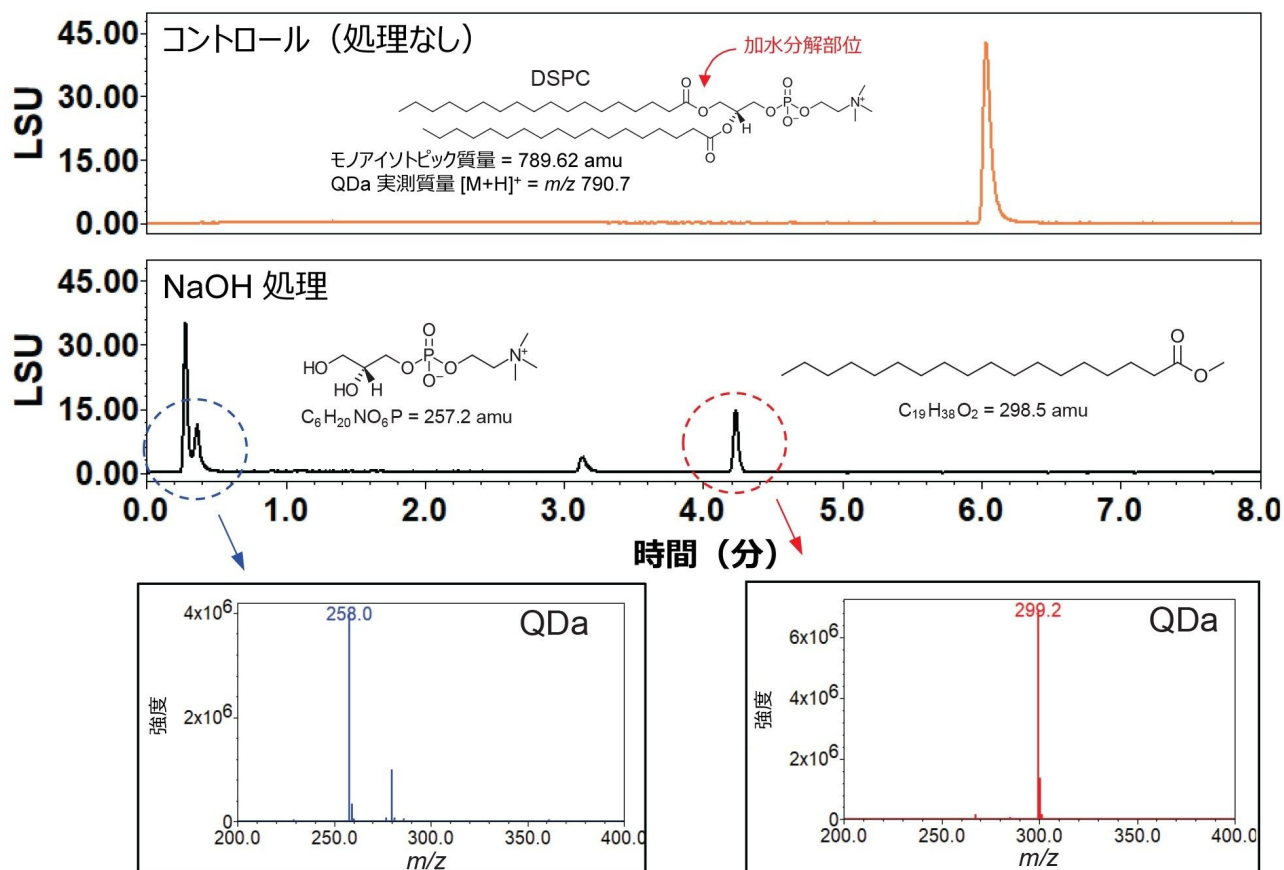 コントロール（処理なし）
加水分解部位
DSPC
モノアイソトピック質量 = 789.62 amu
QDa 実測質量 [M+H]⁺ = m/z 790.7
LSU
45.00
30.00
15.00
0.00
O
O
O
O
H
O
P
O
O⁻
O
N⁺
NaOH 処理
LSU
45.00
30.00
15.00
0.00
HO
HO
H
O
P
O
O⁻
O
N⁺
C₆H₂₀NO₆P = 257.2 amu
O
O
C₁₉H₃₈O₂ = 298.5 amu
0.0 1.0 2.0 3.0 4.0 5.0 6.0 7.0 8.0
時間（分）
QDa
258.0
強度
4x10⁶
2x10⁶
0
200.0 250.0 300.0 350.0 400.0
m/z
QDa
299.2
強度
6x10⁶
4x10⁶
2x10⁶
0
200.0 250.0 300.0 350.0 400.0
m/z